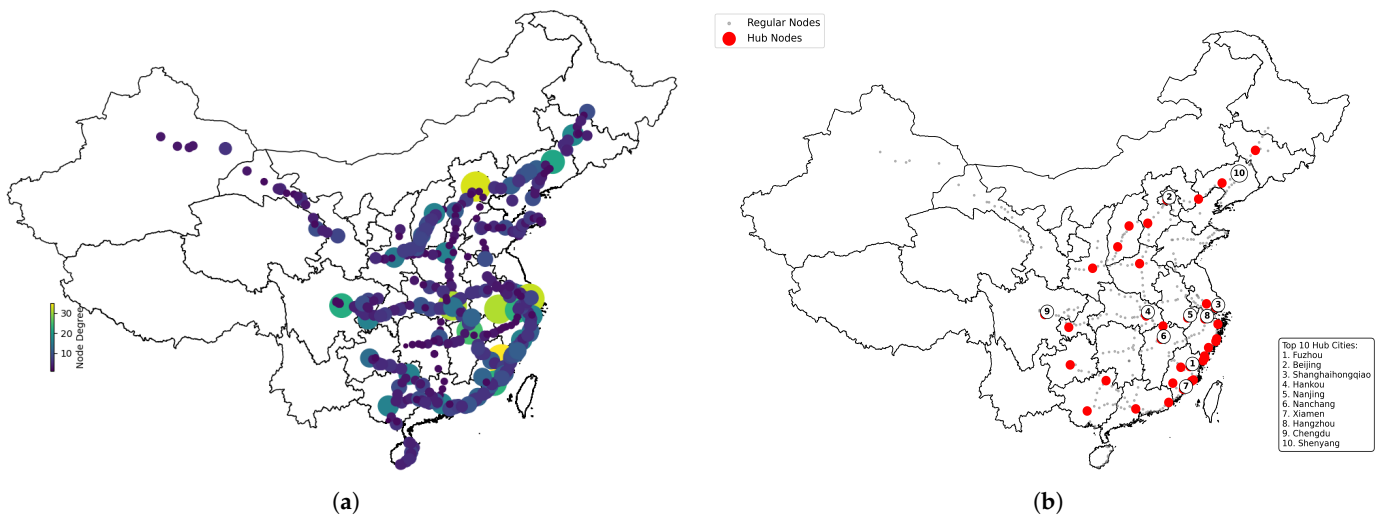 30
20
10
Node Degree
(a)
Regular Nodes
Hub Nodes
10
2
9
4
5
3
8
6
1
7
Top 10 Hub Cities:
1. Fuzhou
2. Beijing
3. Shanghaihongqiao
4. Hankou
5. Nanjing
6. Nanchang
7. Xiamen
8. Hangzhou
9. Chengdu
10. Shenyang
(b)